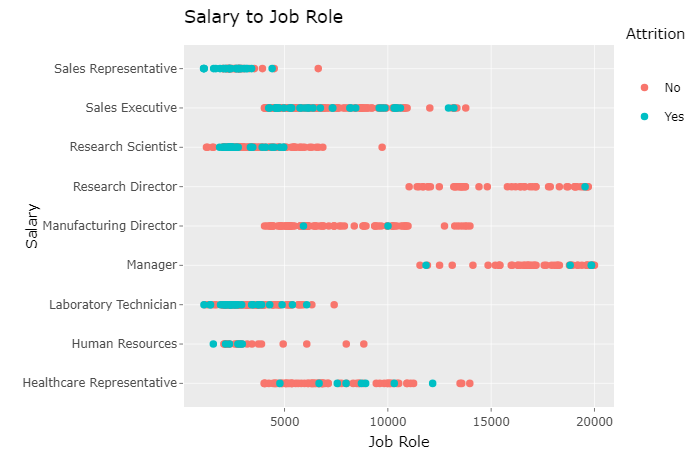 Salary to Job Role
Attrition
No
Yes
Salary
Sales Representative
Sales Executive
Research Scientist
Research Director
Manufacturing Director
Manager
Laboratory Technician
Human Resources
Healthcare Representative
5000 10000 15000 20000
Job Role